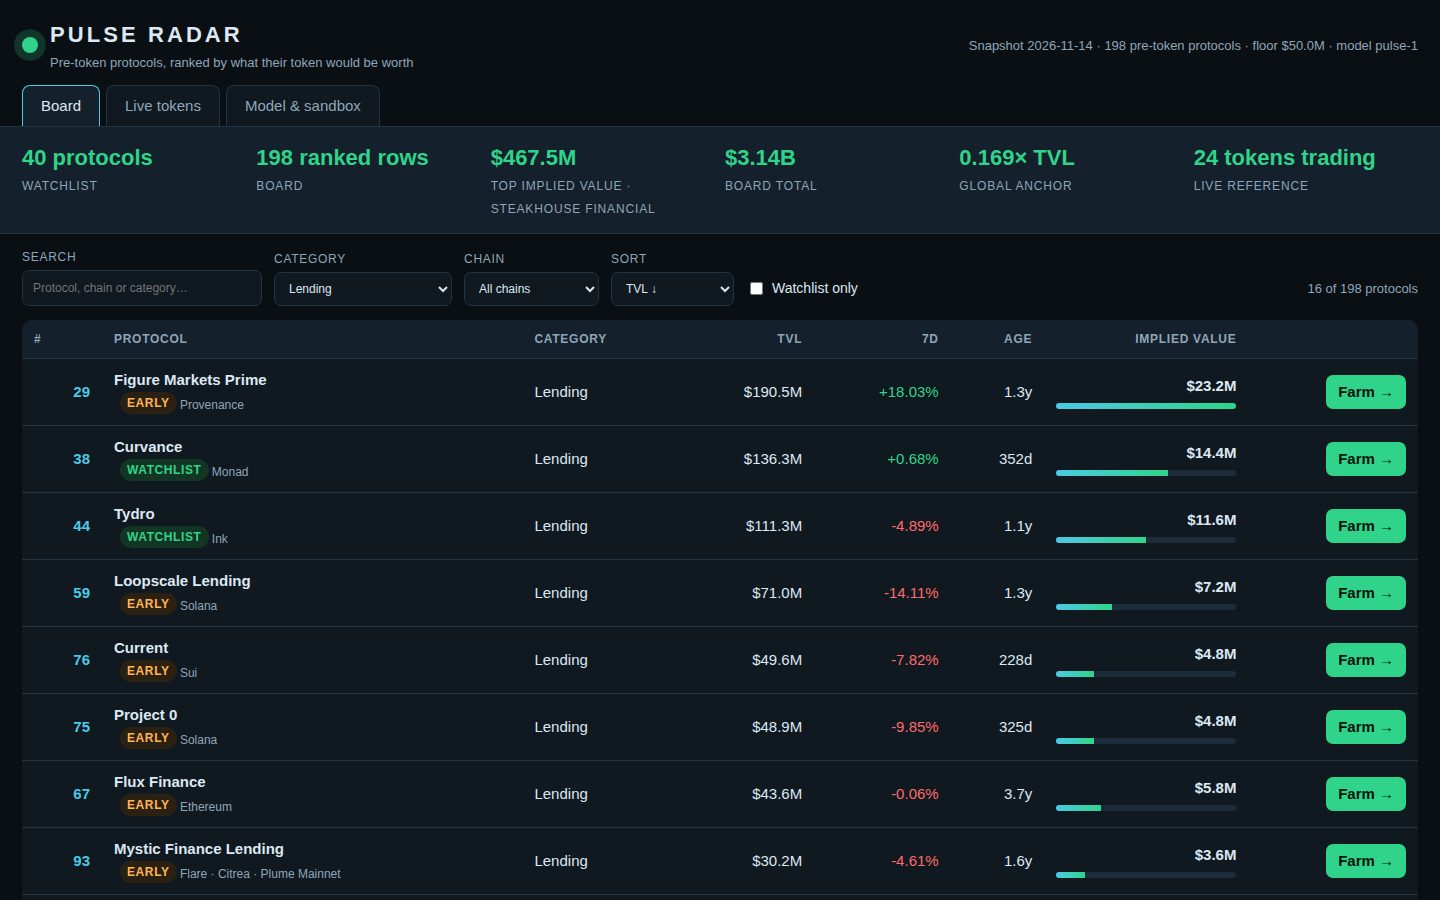 PULSE RADAR
Pre-token protocols, ranked by what their token would be worth
Snapshot 2026-11-14 · 198 pre-token protocols · floor $50.0M · model pulse-1
Board
Live tokens
Model & sandbox
40 protocols
WATCHLIST
198 ranked rows
BOARD
$467.5M
TOP IMPLIED VALUE ·
STEAKHOUSE FINANCIAL
$3.14B
BOARD TOTAL
0.169× TVL
GLOBAL ANCHOR
24 tokens trading
LIVE REFERENCE
SEARCH
Protocol, chain or category…
CATEGORY
Lending
CHAIN
All chains
SORT
TVL ↓
Watchlist only
16 of 198 protocols
# PROTOCOL CATEGORY TVL 7D AGE IMPLIED VALUE
29 Figure Markets Prime Lending $190.5M +18.03% 1.3y $23.2M Farm →
EARLY Provenance
38 Curvance Lending $136.3M +0.68% 352d $14.4M Farm →
WATCHLIST Monad
44 Tydro Lending $111.3M -4.89% 1.1y $11.6M Farm →
WATCHLIST Ink
59 Loopscale Lending Lending $71.0M -14.11% 1.3y $7.2M Farm →
EARLY Solana
76 Current Lending $49.6M -7.82% 228d $4.8M Farm →
EARLY Sui
75 Project 0 Lending $48.9M -9.85% 325d $4.8M Farm →
EARLY Solana
67 Flux Finance Lending $43.6M -0.06% 3.7y $5.8M Farm →
EARLY Ethereum
93 Mystic Finance Lending Lending $30.2M -4.61% 1.6y $3.6M Farm →
EARLY Flare · Citrea · Plume Mainnet